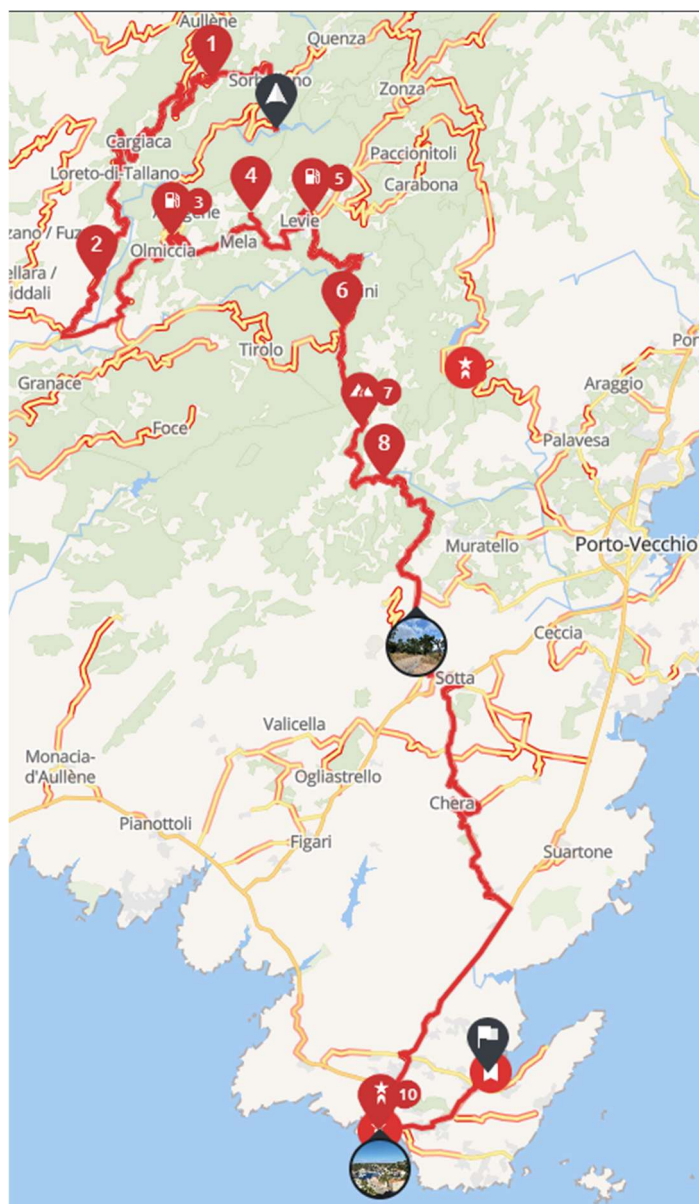 Aullène
Quenza
1
Zonza
Cargiaca
Paccionitoli
Loreto-di-Tallano
4
5
Carabona
3
Levie
2
Olmiccia
Mela
6
Tirolo
Granace
7
Araggio
Foce
Palavesa
8
Muratello
Porto-Vecchio
Ceccia
Sotta
Valicella
Monacia-
d'Aullène
Ogliastrello
Chera
Pianottoli
Figari
Suartone
10